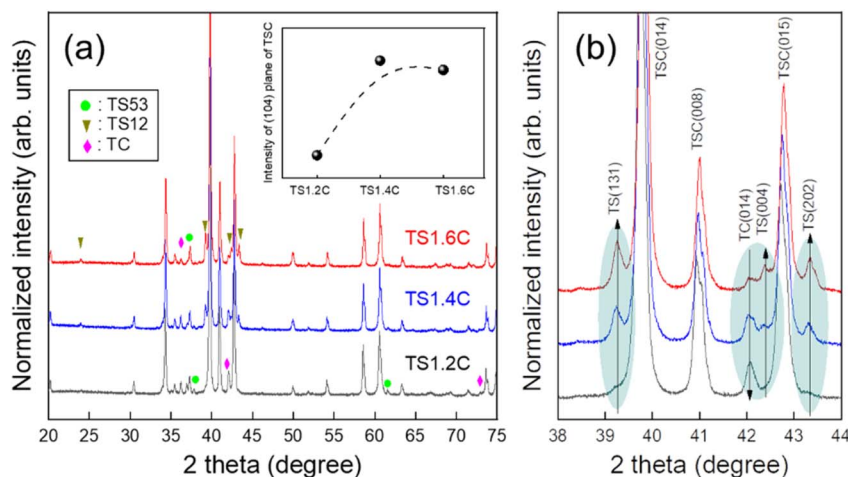 (a)
Normalized intensity (arb. units)
: TS53
: TS12
: TC
Intensity of (104) plane of TSC
TS1.2C
TS1.4C
TS1.6C
TS1.6C
TS1.4C
TS1.2C
20 25 30 35 40 45 50 55 60 65 70 75
2 theta (degree)
(b)
Normalized intensity (arb. units)
TS(131)
TSC(014)
TSC(008)
TC(014)
TS(004)
TSC(015)
TS(202)
38 39 40 41 42 43 44
2 theta (degree)